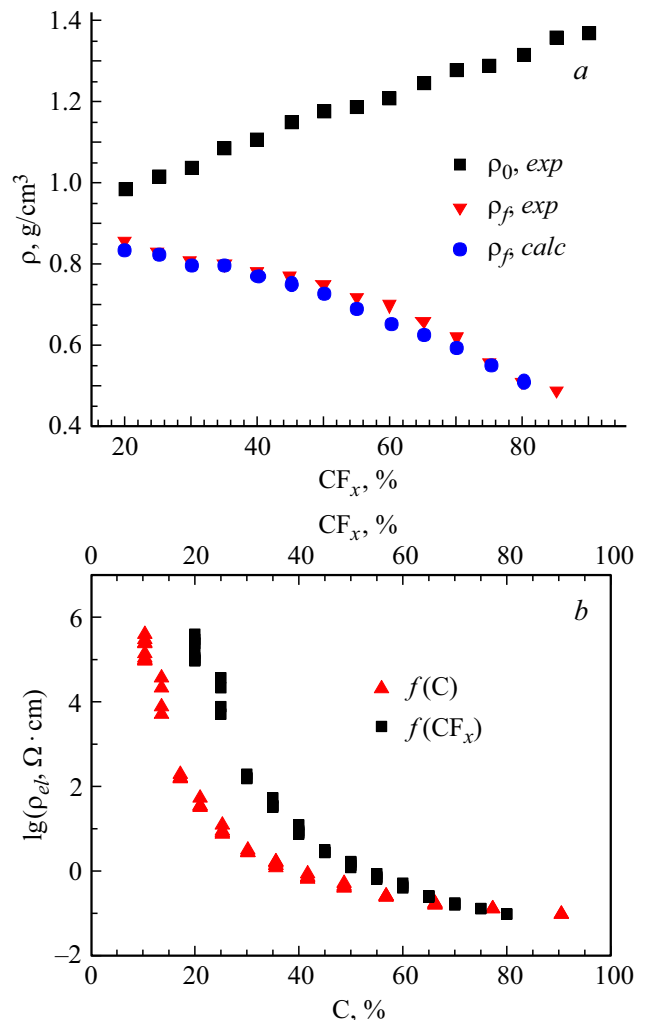 1.4
a
1.2
ρ₀, exp
1.0
ρf, exp
ρf, calc
0.8
0.6
0.4
ρ, g/cm³
20 40 60 80
CFₓ, %
CFₓ, %
0 20 40 60 80 100
b
6
f(C)
4
f(CFₓ)
2
0
–2
lg(ρel, Ω · cm)
0 20 40 60 80 100
C, %